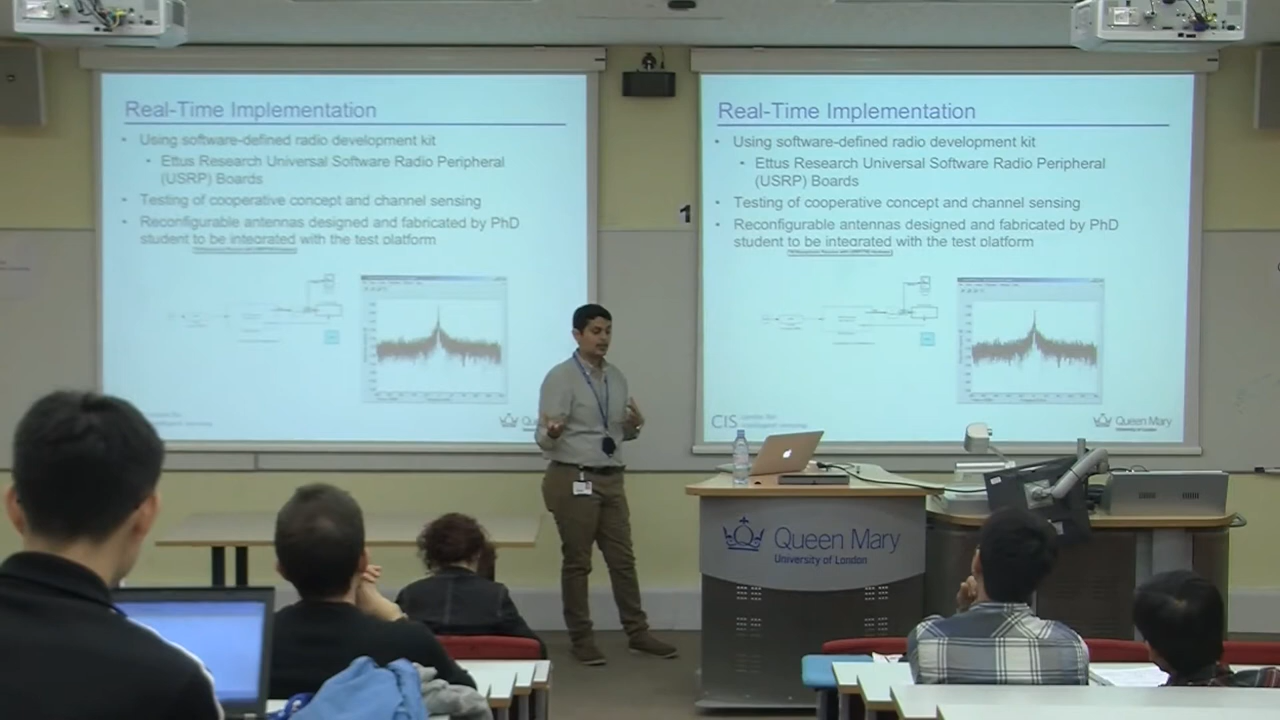 Real-Time Implementation
• Using software-defined radio development kit
• Ettus Research Universal Software Radio Peripheral
(USRP) Boards
• Testing of cooperative concept and channel sensing
• Reconfigurable antennas designed and fabricated by PhD
student to be integrated with the test platform
Queen
Real-Time Implementation
• Using software-defined radio development kit
• Ettus Research Universal Software Radio Peripheral
(USRP) Boards
• Testing of cooperative concept and channel sensing
• Reconfigurable antennas designed and fabricated by PhD
student to be integrated with the test platform
CIS
Queen Mary
University of London
1
Queen Mary
University of London